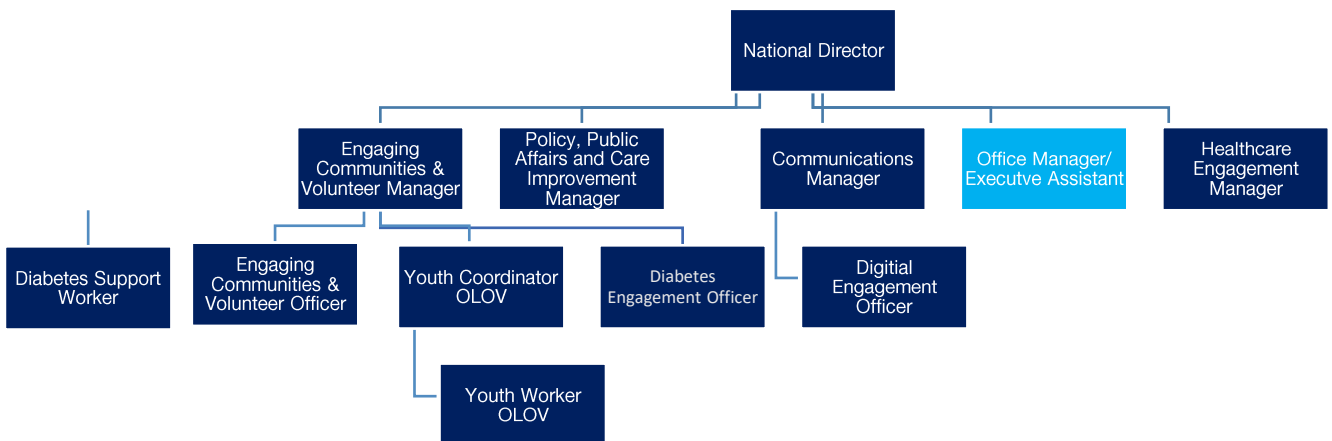 National Director
Engaging
Communities &
Volunteer Manager
Policy, Public
Affairs and Care
Improvement
Manager
Communications
Manager
Office Manager/
Executve Assistant
Healthcare
Engagement
Manager
Diabetes Support
Worker
Engaging
Communities &
Volunteer Officer
Youth Coordinator
OLOV
Diabetes
Engagement Officer
Digitial
Engagement
Officer
Youth Worker
OLOV